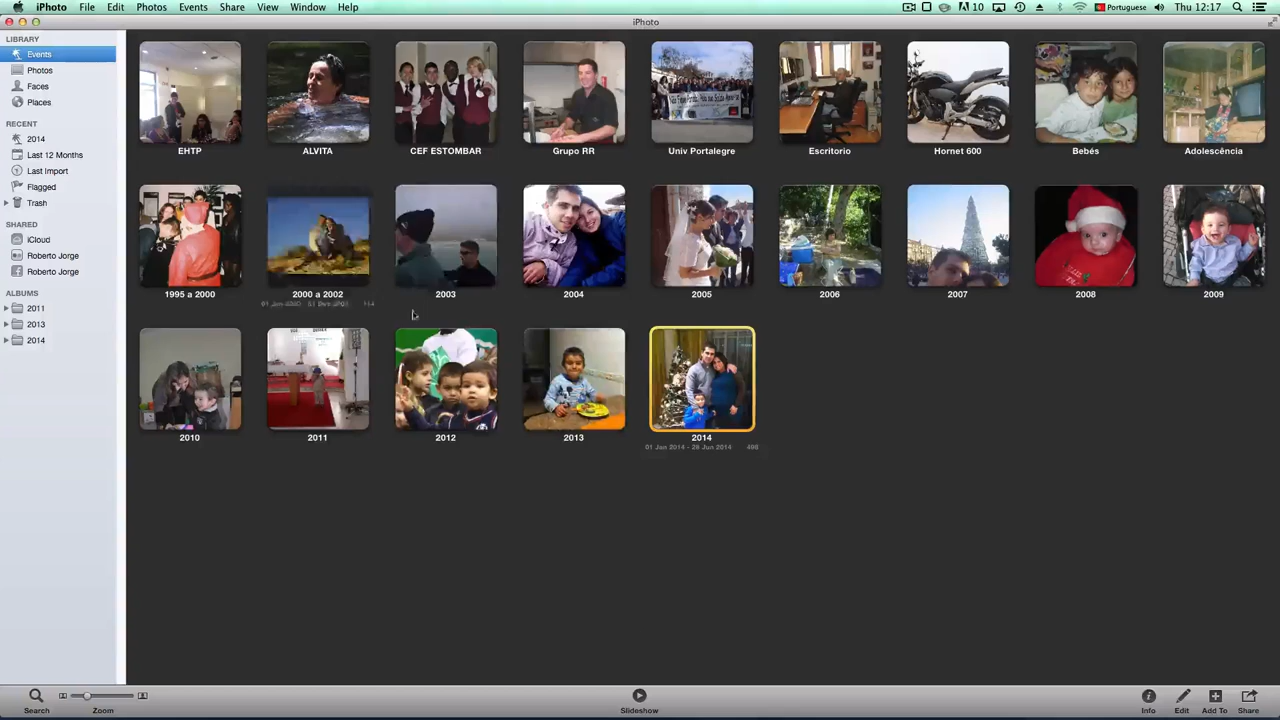 iPhoto File Edit Photos Events Share View Window Help 10 Portuguese Thu 12:17
iPhoto
LIBRARY
Events
Photos
Faces
Places
RECENT
2014
Last 12 Months
Last Import
Flagged
Trash
SHARED
iCloud
Roberto Jorge
Roberto Jorge
ALBUMS
2011
2013
2014
EHTP ALVITA CEF ESTOMBAR Grupo RR Univ Portalegre Escritorio Hornet 600 Bebés Adolescência
1995 a 2000 2000 a 2002 2003 2004 2005 2006 2007 2008 2009
2010 2011 2012 2013 2014
01 Jan 2014 - 29 Jun 2014 498
Search Zoom Slideshow Info Edit Add To Share